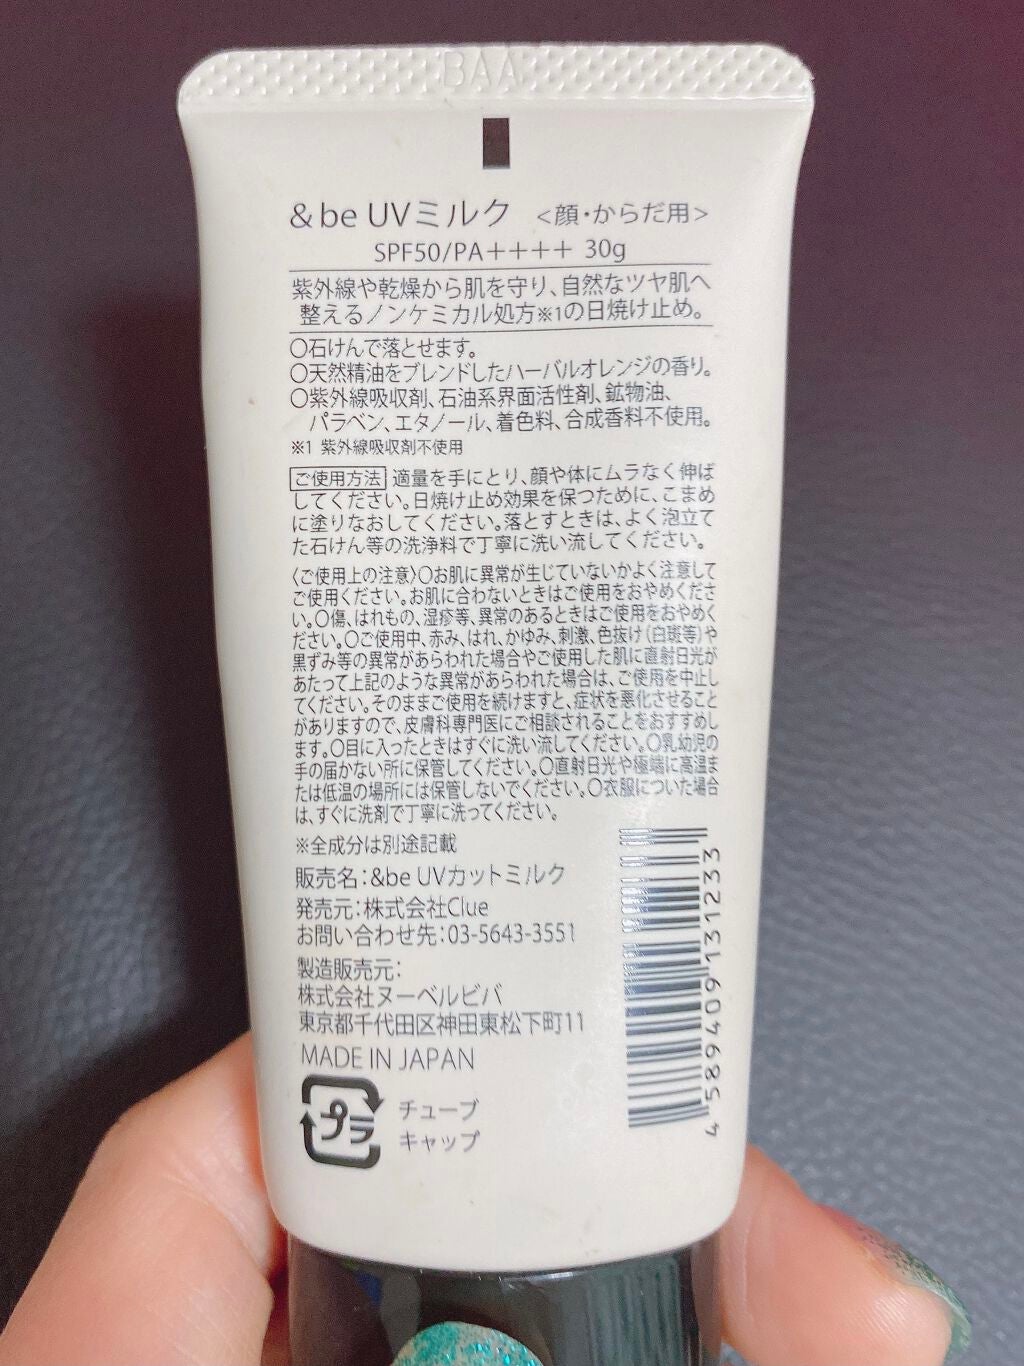 BAA
&be UVミルク <顔・からだ用>
SPF50/PA++++ 30g
紫外線や乾燥から肌を守り、自然なツヤ肌へ
整えるノンケミカル処方※1の日焼け止め。
○石けんで落とせます。
○天然精油をブレンドしたハーバルオレンジの香り。
○紫外線吸収剤、石油系界面活性剤、鉱物油、
パラベン、エタノール、着色料、合成香料不使用。
※1 紫外線吸収剤不使用
ご使用方法 適量を手にとり、顔や体にムラなく伸ば
してください。日焼け止め効果を保つために、こまめ
に塗りなおしてください。落とすときは、よく泡立て
た石けん等の洗浄料で丁寧に洗い流してください。
〈ご使用上の注意〉○お肌に異常が生じていないかよく注意して
ご使用ください。お肌に合わないときはご使用をおやめくださ
い。○傷、はれもの、湿疹等、異常のあるときはご使用をおやめく
ださい。○ご使用中、赤み、はれ、かゆみ、刺激、色抜け(白斑等)や
黒ずみ等の異常があらわれた場合やご使用した肌に直射日光が
あたって上記のような異常があらわれた場合は、ご使用を中止し
てください。そのままご使用を続けますと、症状を悪化させること
がありますので、皮膚科専門医にご相談されることをおすすめし
ます。○目に入ったときはすぐに洗い流してください。○乳幼児の
手の届かない所に保管してください。○直射日光や極端に高温ま
たは低温の場所には保管しないでください。○衣服についた場合
は、すぐに洗剤で丁寧に洗ってください。
※全成分は別途記載
販売名:&be UVカットミルク
発売元:株式会社Clue
お問い合わせ先:03-5643-3551
製造販売元:
株式会社ヌーベルビバ
東京都千代田区神田東松下町11
MADE IN JAPAN
プラ
チューブ
キャップ
4589409131233